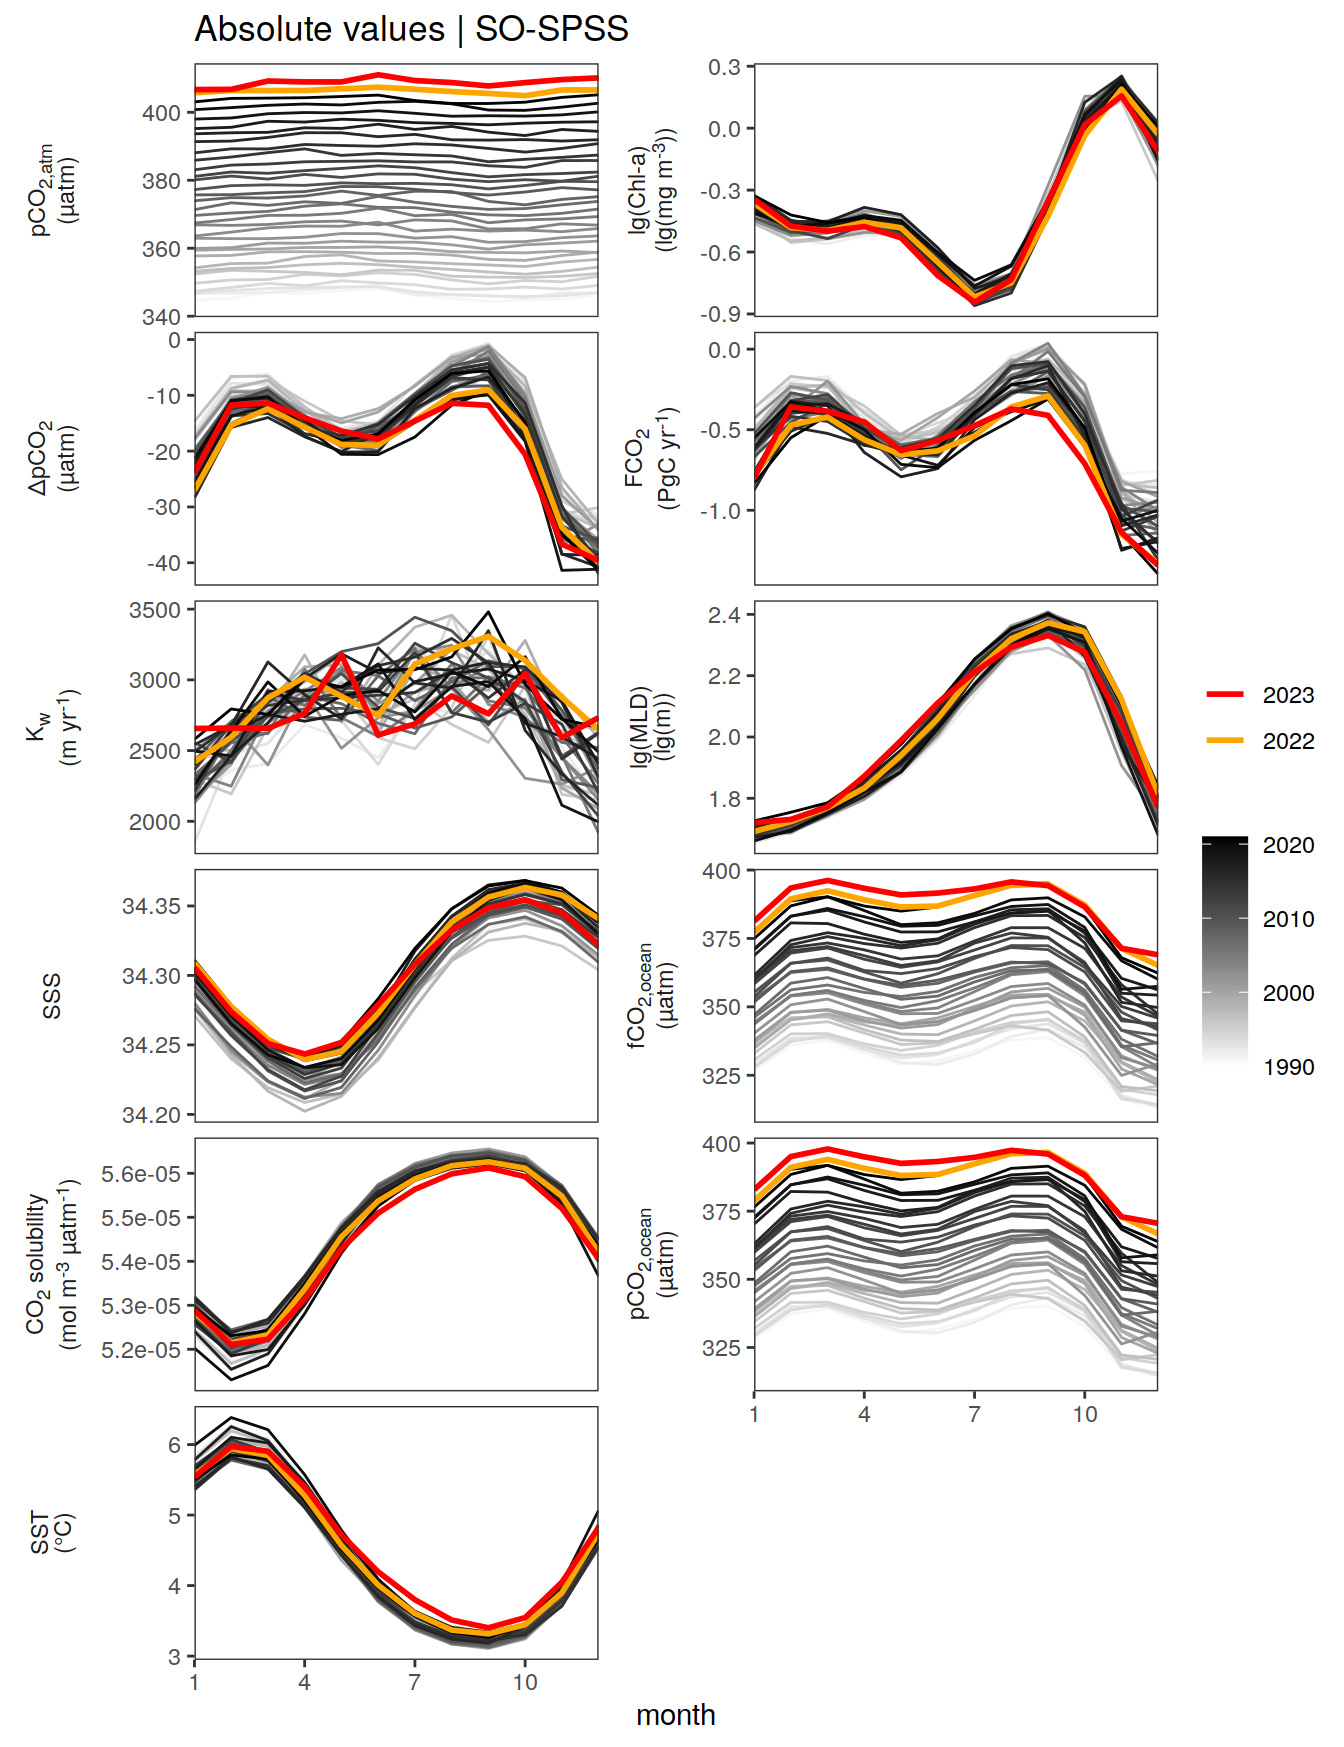 Absolute values | SO-SPSS
pCO2,atm
(µatm)
400
380
360
340
lg(Chl-a)
(lg(mg m-3))
0.3
0.0
-0.3
-0.6
-0.9
ΔpCO2
(µatm)
0
-10
-20
-30
-40
FCO2
(PgC yr-1)
0.0
-0.5
-1.0
Kw
(m yr-1)
3500
3000
2500
2000
lg(MLD)
(lg(m))
2.4
2.2
2.0
1.8
SSS
34.35
34.30
34.25
34.20
fCO2,ocean
(µatm)
400
375
350
325
CO2 solubility
(mol m-3 µatm-1)
5.6e-05
5.5e-05
5.4e-05
5.3e-05
5.2e-05
pCO2,ocean
(µatm)
400
375
350
325
1 4 7 10
SST
(°C)
6
5
4
3
1 4 7 10
month
2023
2022
2020
2010
2000
1990